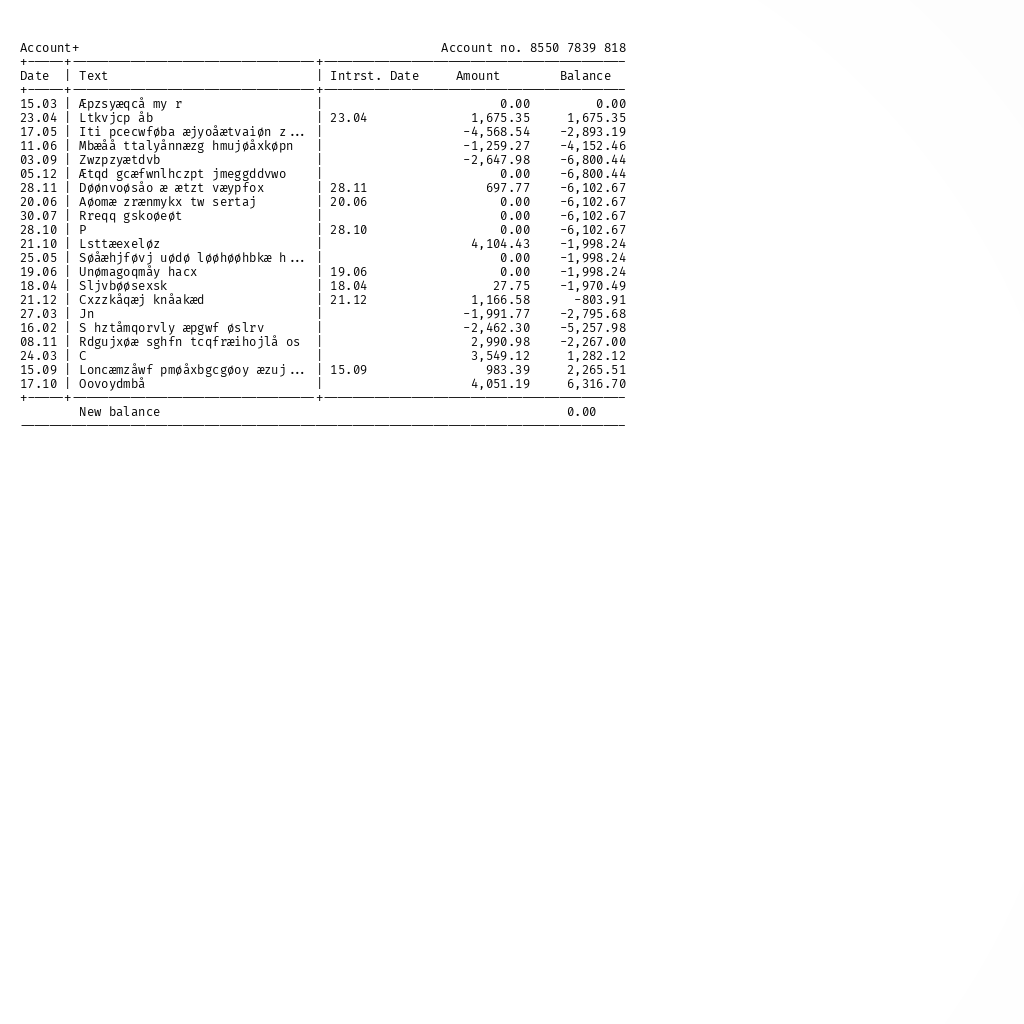 Account+ Account no. 8550 7839 818
Date | Text | Intrst. Date Amount Balance
15.03 | Æpzsyæqcå my r | 0.00 0.00
23.04 | Ltkvjcp åb | 23.04 1,675.35 1,675.35
17.05 | Iti pcecwføba æjyoåætvaiøn z... | -4,568.54 -2,893.19
11.06 | Mbæåå ttalyånnæzg hmujøåxkøpn | -1,259.27 -4,152.46
03.09 | Zwzpzyætdvb | -2,647.98 -6,800.44
05.12 | Ætqd gcæfwnlhczpt jmeggddvwo | 0.00 -6,800.44
28.11 | Døønvoøsåo æ ætzt væypfox | 28.11 697.77 -6,102.67
20.06 | Aøomæ zrænmykx tw sertaj | 20.06 0.00 -6,102.67
30.07 | Rreqq gskoøeøt | 0.00 -6,102.67
28.10 | P | 28.10 0.00 -6,102.67
21.10 | Lsttæexeløz | 4,104.43 -1,998.24
25.05 | Søåæhjføvj uødø løøhøøhbkæ h... | 0.00 -1,998.24
19.06 | Unømagoqmåy hacx | 19.06 0.00 -1,998.24
18.04 | Sljvbøøsexsk | 18.04 27.75 -1,970.49
21.12 | Cxzzkåqæj knåakæd | 21.12 1,166.58 -803.91
27.03 | Jn | -1,991.77 -2,795.68
16.02 | S hztåmqorvly æpgwf øslrv | -2,462.30 -5,257.98
08.11 | Rdgujxøæ sghfn tcqfræihojlå os | 2,990.98 -2,267.00
24.03 | C | 3,549.12 1,282.12
15.09 | Loncæmzåwf pmøåxbgcgøoy æzuj... | 15.09 983.39 2,265.51
17.10 | Oovoydmbå | 4,051.19 6,316.70
New balance 0.00